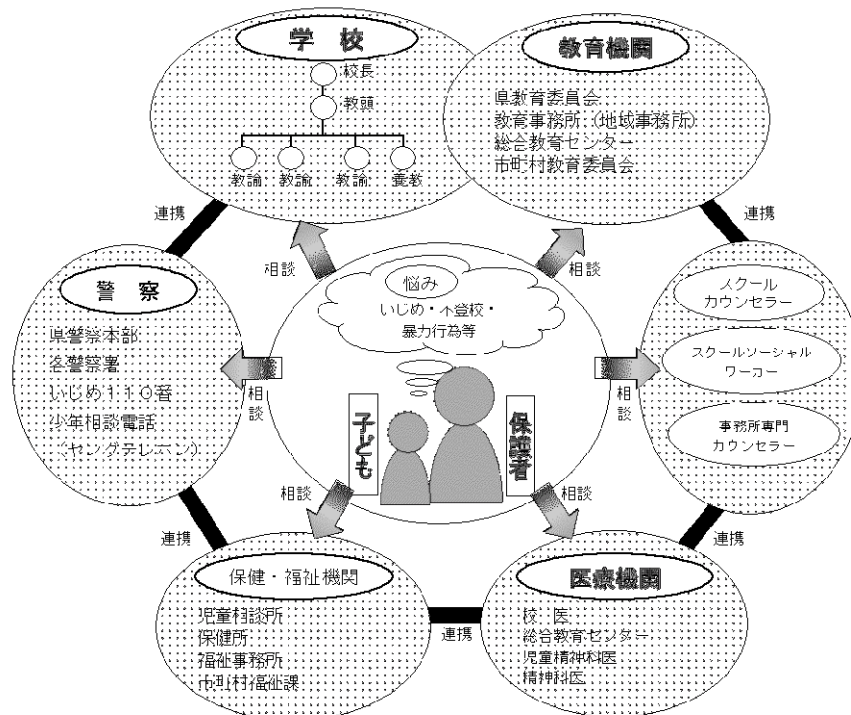 学 校
校長
教頭
教諭 教諭 教諭 養教
教育機関
県教育委員会
教育事務所（地域事務所）
総合教育センター
市町村教育委員会
連携
連携
相談
相談
悩み
いじめ・不登校・
暴力行為等
警 察
県警察本部
各警察署
いじめ１１０番
少年相談電話
（ヤングテレホン）
相談
子ども
保護者
相談
スクール
カウンセラー
スクールソーシャル
ワーカー
事務所専門
カウンセラー
相談
相談
連携
連携
保健・福祉機関
児童相談所
保健所
福祉事務所
市町村福祉課
連携
医療機関
校 医
総合教育センター
児童精神科医
精神科医